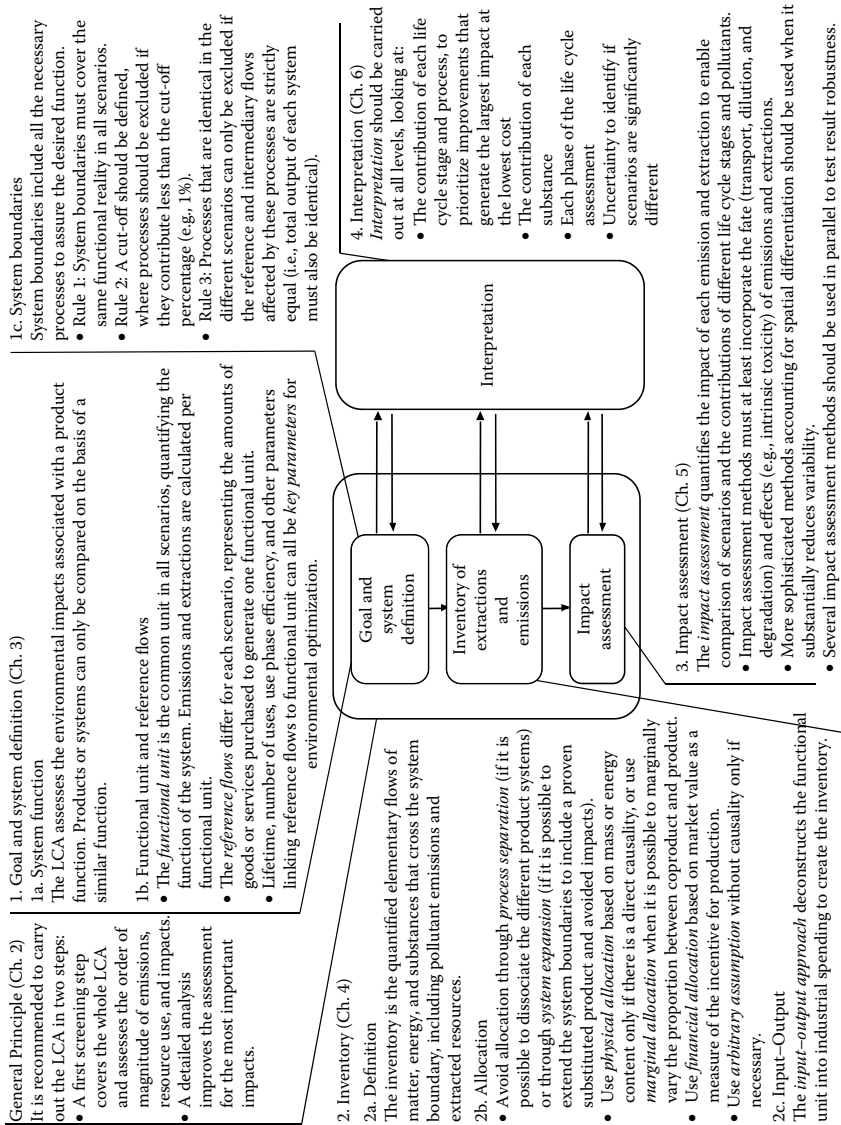 General Principle (Ch. 2)
It is recommended to carry
out the LCA in two steps:
• A first screening step
covers the whole LCA
and assesses the order of
magnitude of emissions,
resource use, and impacts.
• A detailed analysis
improves the assessment
for the most important
impacts.
1. Goal and system definition (Ch. 3)
1a. System function
The LCA assesses the environmental impacts associated with a product
function. Products or systems can only be compared on the basis of a
similar function.
1b. Functional unit and reference flows
• The functional unit is the common unit in all scenarios, quantifying the
function of the system. Emissions and extractions are calculated per
functional unit.
• The reference flows differ for each scenario, representing the amounts of
goods or services purchased to generate one functional unit.
• Lifetime, number of uses, use phase efficiency, and other parameters
linking reference flows to functional unit can all be key parameters for
environmental optimization.
1c. System boundaries
System boundaries include all the necessary
processes to assure the desired function.
• Rule 1: System boundaries must cover the
same functional reality in all scenarios.
• Rule 2: A cut-off should be defined,
where processes should be excluded if
they contribute less than the cut-off
percentage (e.g., 1%).
• Rule 3: Processes that are identical in the
different scenarios can only be excluded if
the reference and intermediary flows
affected by these processes are strictly
equal (i.e., total output of each system
must also be identical).
2. Inventory (Ch. 4)
2a. Definition
The inventory is the quantified elementary flows of
matter, energy, and substances that cross the system
boundary, including pollutant emissions and
extracted resources.
2b. Allocation
• Avoid allocation through process separation (if it is
possible to dissociate the different product systems)
or through system expansion (if it is possible to
extend the system boundaries to include a proven
substituted product and avoided impacts).
• Use physical allocation based on mass or energy
content only if there is a direct causality, or use
marginal allocation when it is possible to marginally
vary the proportion between coproduct and product.
• Use financial allocation based on market value as a
measure of the incentive for production.
• Use arbitrary assumption without causality only if
necessary.
2c. Input–Output
The input–output approach deconstructs the functional
unit into industrial spending to create the inventory.
Goal and
system
definition
Inventory of
extractions
and
emissions
Impact
assessment
Interpretation
3. Impact assessment (Ch. 5)
The impact assessment quantifies the impact of each emission and extraction to enable
comparison of scenarios and the contributions of different life cycle stages and pollutants.
• Impact assessment methods must at least incorporate the fate (transport, dilution, and
degradation) and effects (e.g., intrinsic toxicity) of emissions and extractions.
• More sophisticated methods accounting for spatial differentiation should be used when it
substantially reduces variability.
• Several impact assessment methods should be used in parallel to test result robustness.
4. Interpretation (Ch. 6)
Interpretation should be carried
out at all levels, looking at:
• The contribution of each life
cycle stage and process, to
prioritize improvements that
generate the largest impact at
the lowest cost
• The contribution of each
substance
• Each phase of the life cycle
assessment
• Uncertainty to identify if
scenarios are significantly
different